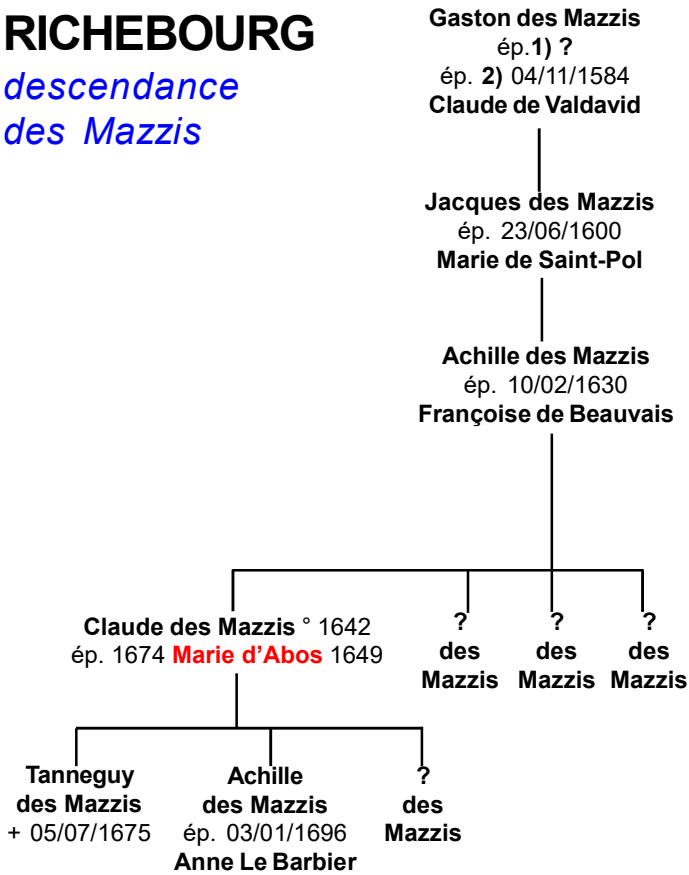 RICHEBOURG
descendance
des Mazzis
Gaston des Mazzis
ép.1) ?
ép. 2) 04/11/1584
Claude de Valdavid
Jacques des Mazzis
ép. 23/06/1600
Marie de Saint-Pol
Achille des Mazzis
ép. 10/02/1630
Françoise de Beauvais
Claude des Mazzis ° 1642
ép. 1674 Marie d’Abos 1649
?
des
Mazzis
?
des
Mazzis
?
des
Mazzis
Tanneguy
des Mazzis
+ 05/07/1675
Achille
des Mazzis
ép. 03/01/1696
Anne Le Barbier
?
des
Mazzis